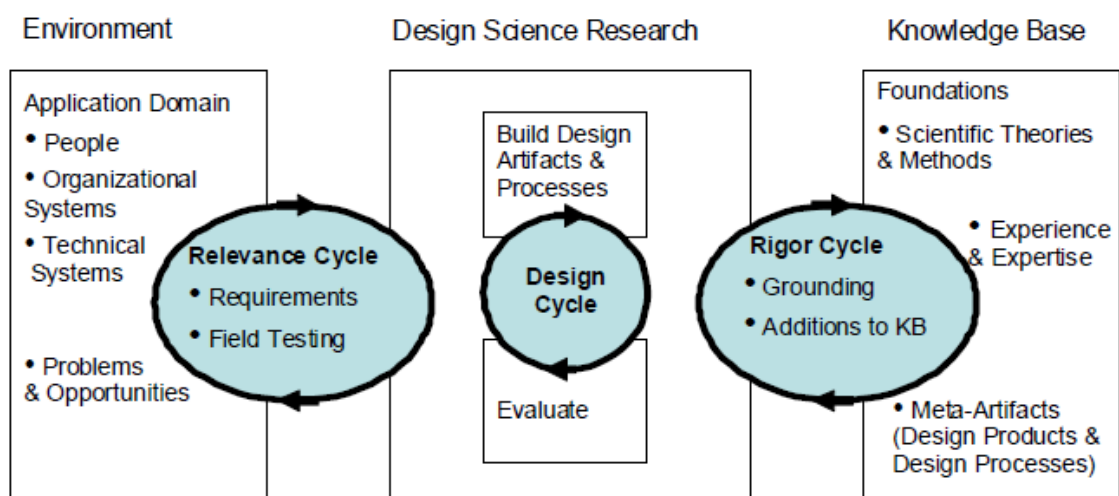 Environment
Design Science Research
Knowledge Base
Application Domain
• People
• Organizational
Systems
• Technical
Systems
• Problems
& Opportunities
Relevance Cycle
• Requirements
• Field Testing
Build Design
Artifacts &
Processes
Design
Cycle
Evaluate
Rigor Cycle
• Grounding
• Additions to KB
Foundations
• Scientific Theories
& Methods
• Experience
& Expertise
• Meta-Artifacts
(Design Products &
Design Processes)